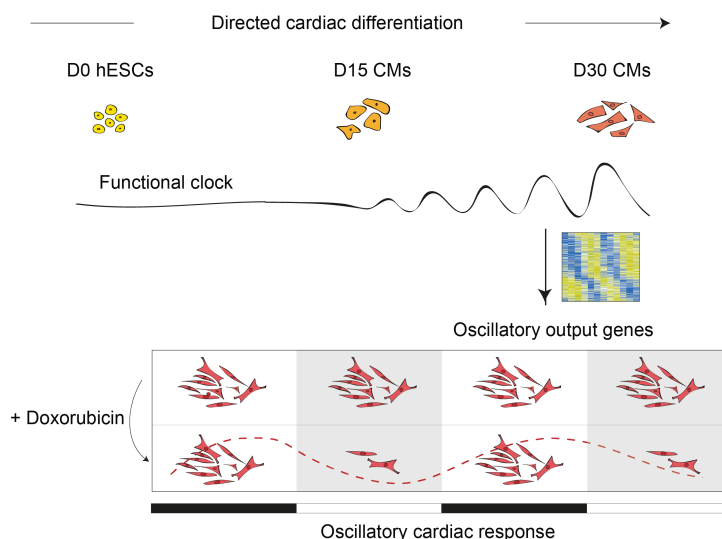 Directed cardiac differentiation
D0 hESCs
D15 CMs
D30 CMs
Functional clock
Oscillatory output genes
+ Doxorubicin
Oscillatory cardiac response